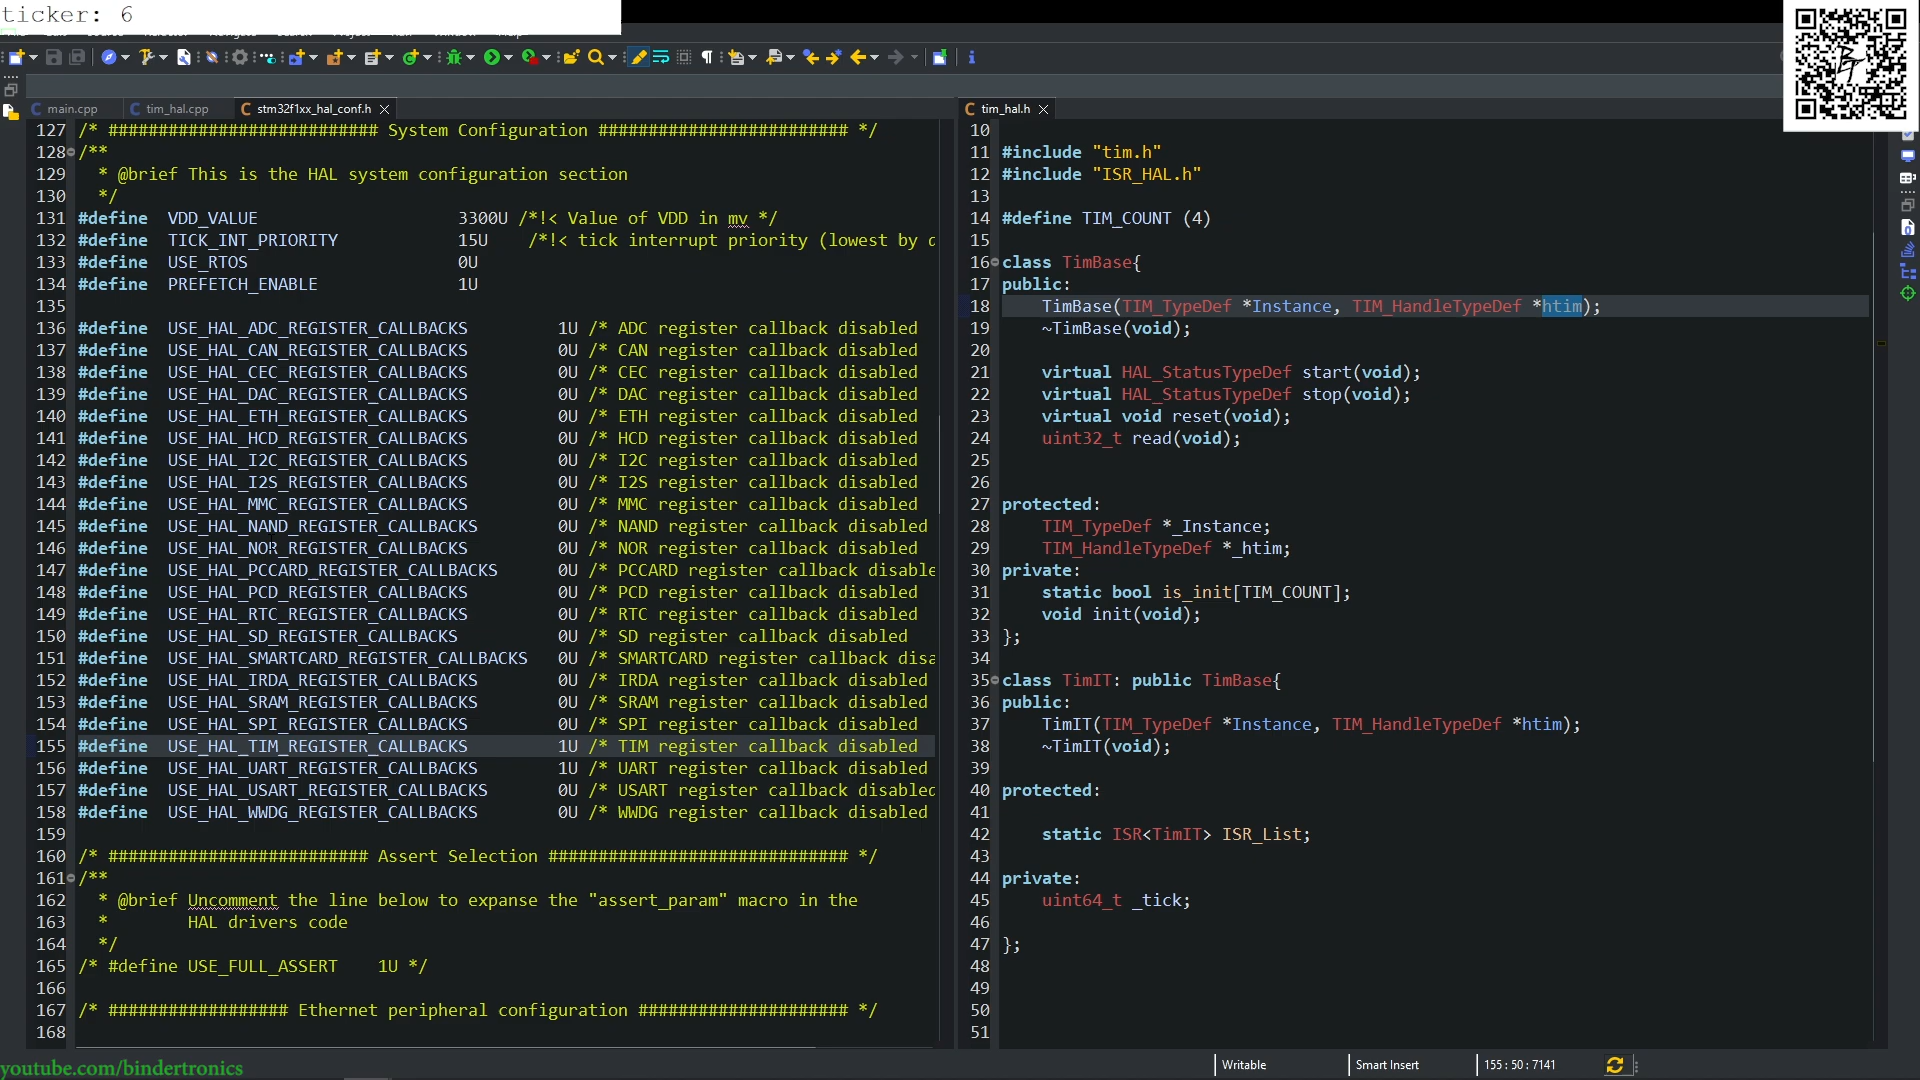 ticker: 6
main.cpp
tim_hal.cpp
stm32f1xx_hal_conf.h
tim_hal.h
127 /* ########################### System Configuration ######################### */
128 /**
129 * @brief This is the HAL system configuration section
130 */
131 #define VDD_VALUE 3300U /*!< Value of VDD in mv */
132 #define TICK_INT_PRIORITY 15U /*!< tick interrupt priority (lowest by
133 #define USE_RTOS 0U
134 #define PREFETCH_ENABLE 1U
135
136 #define USE_HAL_ADC_REGISTER_CALLBACKS 1U /* ADC register callback disabled
137 #define USE_HAL_CAN_REGISTER_CALLBACKS 0U /* CAN register callback disabled
138 #define USE_HAL_CEC_REGISTER_CALLBACKS 0U /* CEC register callback disabled
139 #define USE_HAL_DAC_REGISTER_CALLBACKS 0U /* DAC register callback disabled
140 #define USE_HAL_ETH_REGISTER_CALLBACKS 0U /* ETH register callback disabled
141 #define USE_HAL_HCD_REGISTER_CALLBACKS 0U /* HCD register callback disabled
142 #define USE_HAL_I2C_REGISTER_CALLBACKS 0U /* I2C register callback disabled
143 #define USE_HAL_I2S_REGISTER_CALLBACKS 0U /* I2S register callback disabled
144 #define USE_HAL_MMC_REGISTER_CALLBACKS 0U /* MMC register callback disabled
145 #define USE_HAL_NAND_REGISTER_CALLBACKS 0U /* NAND register callback disabled
146 #define USE_HAL_NOR_REGISTER_CALLBACKS 0U /* NOR register callback disabled
147 #define USE_HAL_PCCARD_REGISTER_CALLBACKS 0U /* PCCARD register callback disable
148 #define USE_HAL_PCD_REGISTER_CALLBACKS 0U /* PCD register callback disabled
149 #define USE_HAL_RTC_REGISTER_CALLBACKS 0U /* RTC register callback disabled
150 #define USE_HAL_SD_REGISTER_CALLBACKS 0U /* SD register callback disabled
151 #define USE_HAL_SMARTCARD_REGISTER_CALLBACKS 0U /* SMARTCARD register callback disa
152 #define USE_HAL_IRDA_REGISTER_CALLBACKS 0U /* IRDA register callback disabled
153 #define USE_HAL_SRAM_REGISTER_CALLBACKS 0U /* SRAM register callback disabled
154 #define USE_HAL_SPI_REGISTER_CALLBACKS 0U /* SPI register callback disabled
155 #define USE_HAL_TIM_REGISTER_CALLBACKS 1U /* TIM register callback disabled
156 #define USE_HAL_UART_REGISTER_CALLBACKS 1U /* UART register callback disabled
157 #define USE_HAL_USART_REGISTER_CALLBACKS 0U /* USART register callback disabled
158 #define USE_HAL_WWDG_REGISTER_CALLBACKS 0U /* WWDG register callback disabled
159
160 /* ########################## Assert Selection ############################## */
161 /**
162 * @brief Uncomment the line below to expanse the "assert_param" macro in the
163 * HAL drivers code
164 */
165 /* #define USE_FULL_ASSERT 1U */
166
167 /* ################## Ethernet peripheral configuration ##################### */
168
10
11 #include "tim.h"
12 #include "ISR_HAL.h"
13
14 #define TIM_COUNT (4)
15
16 class TimBase{
17 public:
18 TimBase(TIM_TypeDef *Instance, TIM_HandleTypeDef *htim);
19 ~TimBase(void);
20
21 virtual HAL_StatusTypeDef start(void);
22 virtual HAL_StatusTypeDef stop(void);
23 virtual void reset(void);
24 uint32_t read(void);
25
26
27 protected:
28 TIM_TypeDef *_Instance;
29 TIM_HandleTypeDef *_htim;
30 private:
31 static bool is_init[TIM_COUNT];
32 void init(void);
33 };
34
35 class TimIT: public TimBase{
36 public:
37 TimIT(TIM_TypeDef *Instance, TIM_HandleTypeDef *htim);
38 ~TimIT(void);
39
40 protected:
41
42 static ISR<TimIT> ISR_List;
43
44 private:
45 uint64_t _tick;
46
47 };
48
49
50
51
youtube.com/bindertronics
Writable
Smart Insert
155 : 50 : 7141